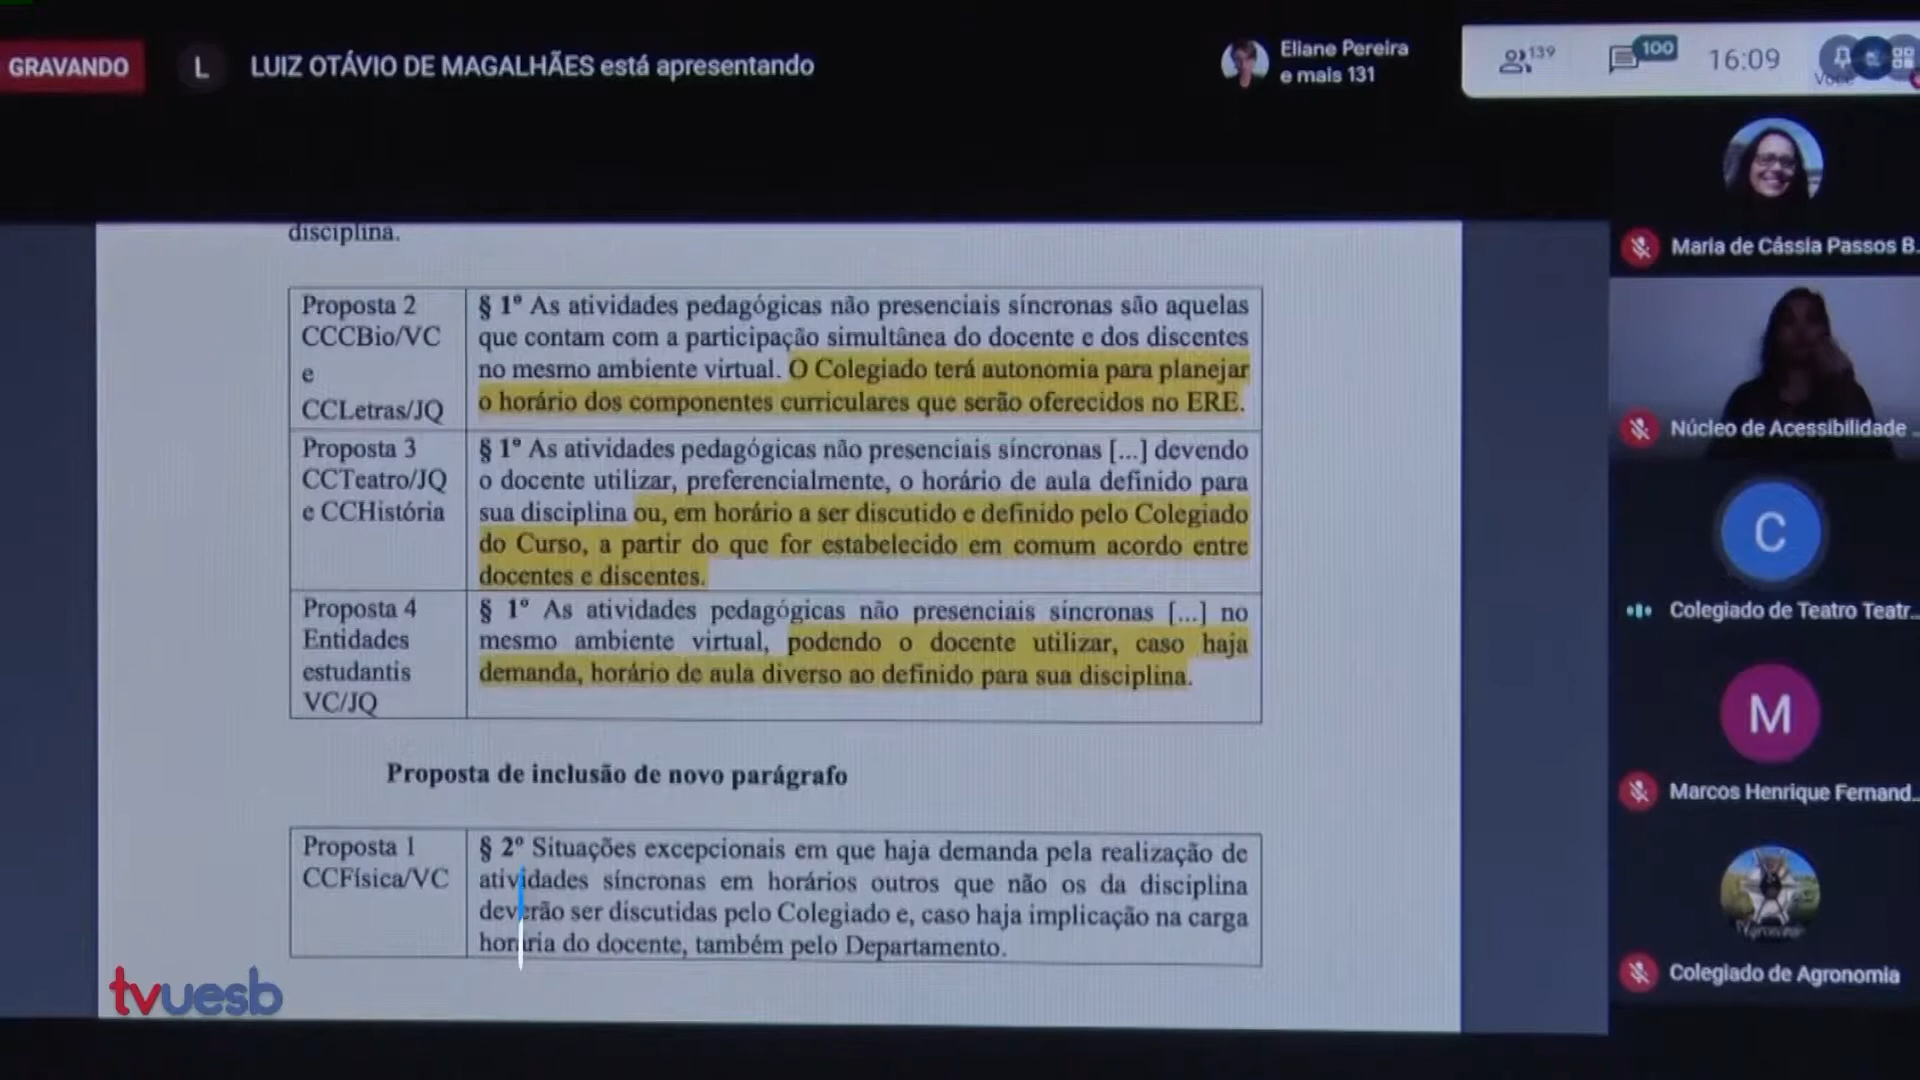 GRAVANDO
L
LUIZ OTÁVIO DE MAGALHÃES está apresentando
Eliane Pereira
e mais 131
139
100
16:09
Você
disciplina.
Proposta 2
CCCBio/VC
e
CCLetras/JQ
§ 1º As atividades pedagógicas não presenciais síncronas são aquelas
que contam com a participação simultânea do docente e dos discentes
no mesmo ambiente virtual. O Colegiado terá autonomia para planejar
o horário dos componentes curriculares que serão oferecidos no ERE.
Proposta 3
CCTeatro/JQ
e CCHistória
§ 1º As atividades pedagógicas não presenciais síncronas [...] devendo
o docente utilizar, preferencialmente, o horário de aula definido para
sua disciplina ou, em horário a ser discutido e definido pelo Colegiado
do Curso, a partir do que for estabelecido em comum acordo entre
docentes e discentes.
Proposta 4
Entidades
estudantis
VC/JQ
§ 1º As atividades pedagógicas não presenciais síncronas [...] no
mesmo ambiente virtual, podendo o docente utilizar, caso haja
demanda, horário de aula diverso ao definido para sua disciplina.
Proposta de inclusão de novo parágrafo
Proposta 1
CCFísica/VC
§ 2º Situações excepcionais em que haja demanda pela realização de
atividades síncronas em horários outros que não os da disciplina
deverão ser discutidas pelo Colegiado e, caso haja implicação na carga
horária do docente, também pelo Departamento.
tvuesb
Maria de Cássia Passos B...
Núcleo de Acessibilidade ...
C
Colegiado de Teatro Teatr...
M
Marcos Henrique Fernand...
Colegiado de Agronomia